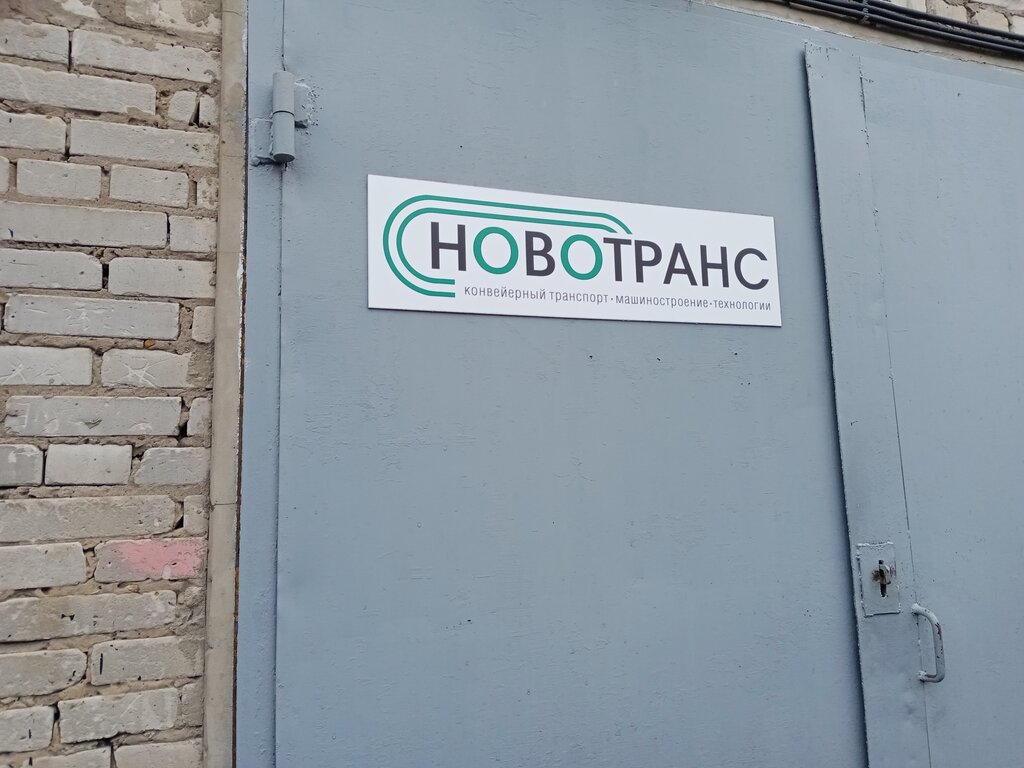 НОВОТРАНС
конвейерный транспорт·машиностроение·технологии